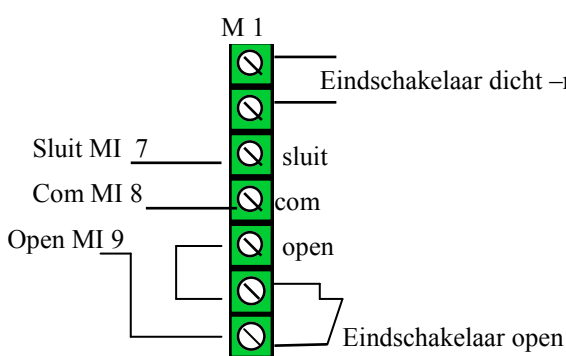 M 1
Eindschakelaar dicht –
Sluit MI 7
sluit
Com MI 8
com
Open MI 9
open
Eindschakelaar open